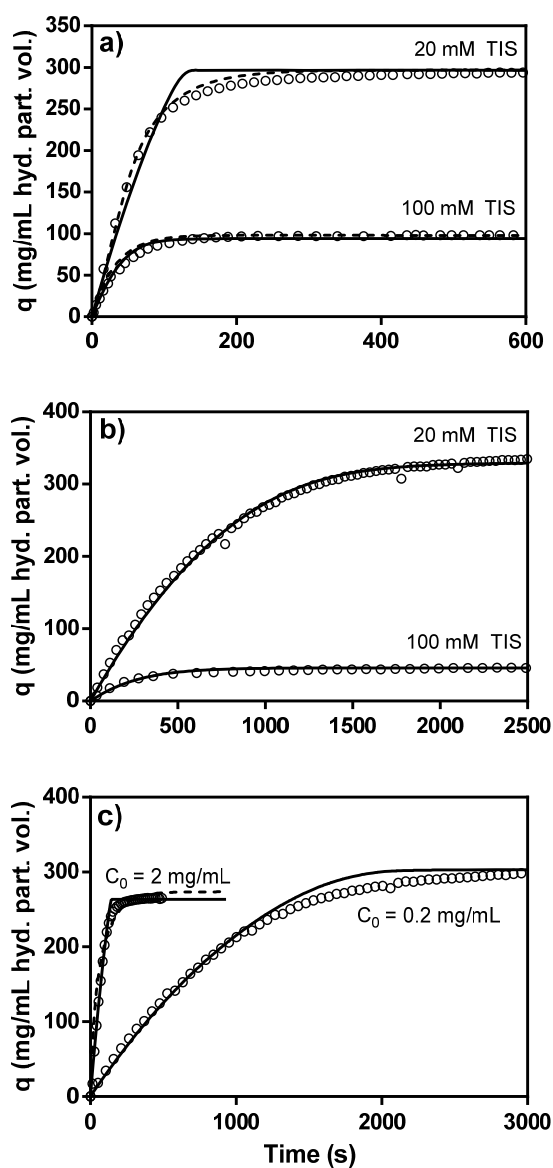 a)
q (mg/mL hyd. part. vol.)
350
300
250
200
150
100
50
0
20 mM TIS
100 mM TIS
0 200 400 600
b)
q (mg/mL hyd. part. vol.)
400
300
200
100
0
20 mM TIS
100 mM TIS
0 500 1000 1500 2000 2500
c)
q (mg/mL hyd. part. vol.)
400
300
200
100
0
C₀ = 2 mg/mL
C₀ = 0.2 mg/mL
0 1000 2000 3000
Time (s)